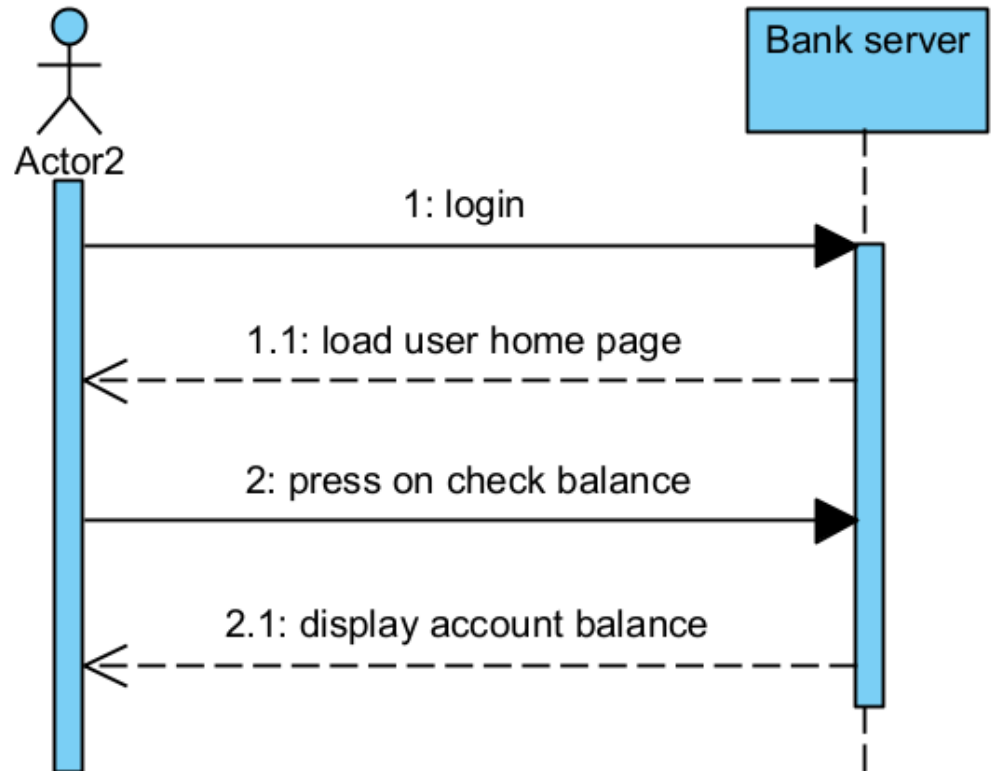 Bank server
Actor2
1: login
1.1: load user home page
2: press on check balance
2.1: display account balance